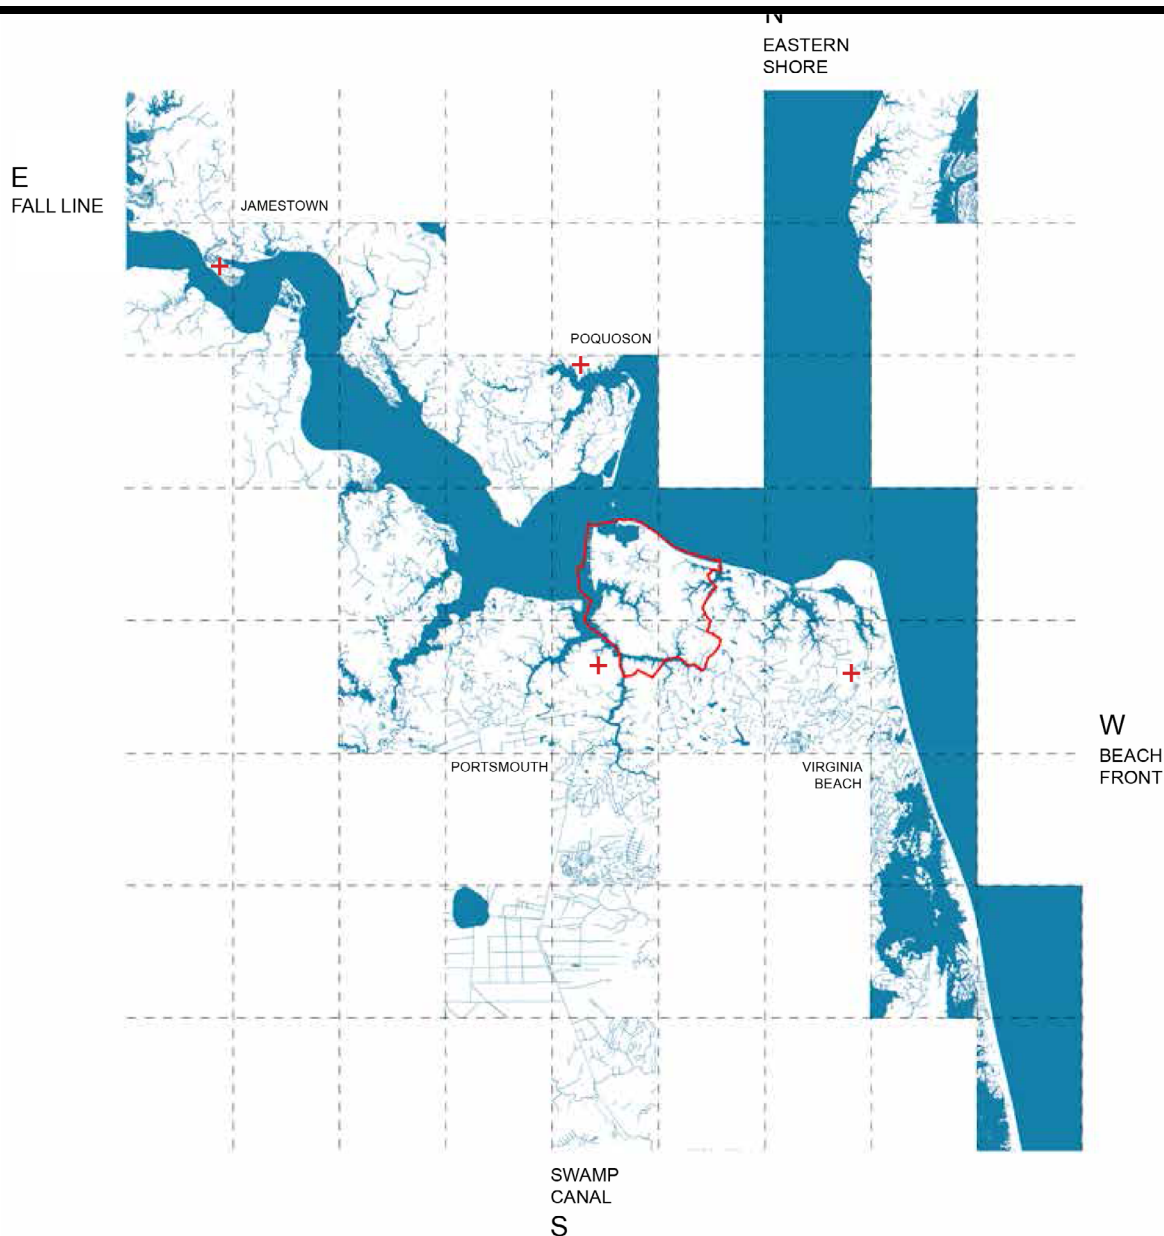 N
EASTERN
SHORE
E
FALL LINE
JAMESTOWN
POQUOSON
W
BEACH
FRONT
PORTSMOUTH
VIRGINIA
BEACH
SWAMP
CANAL
S